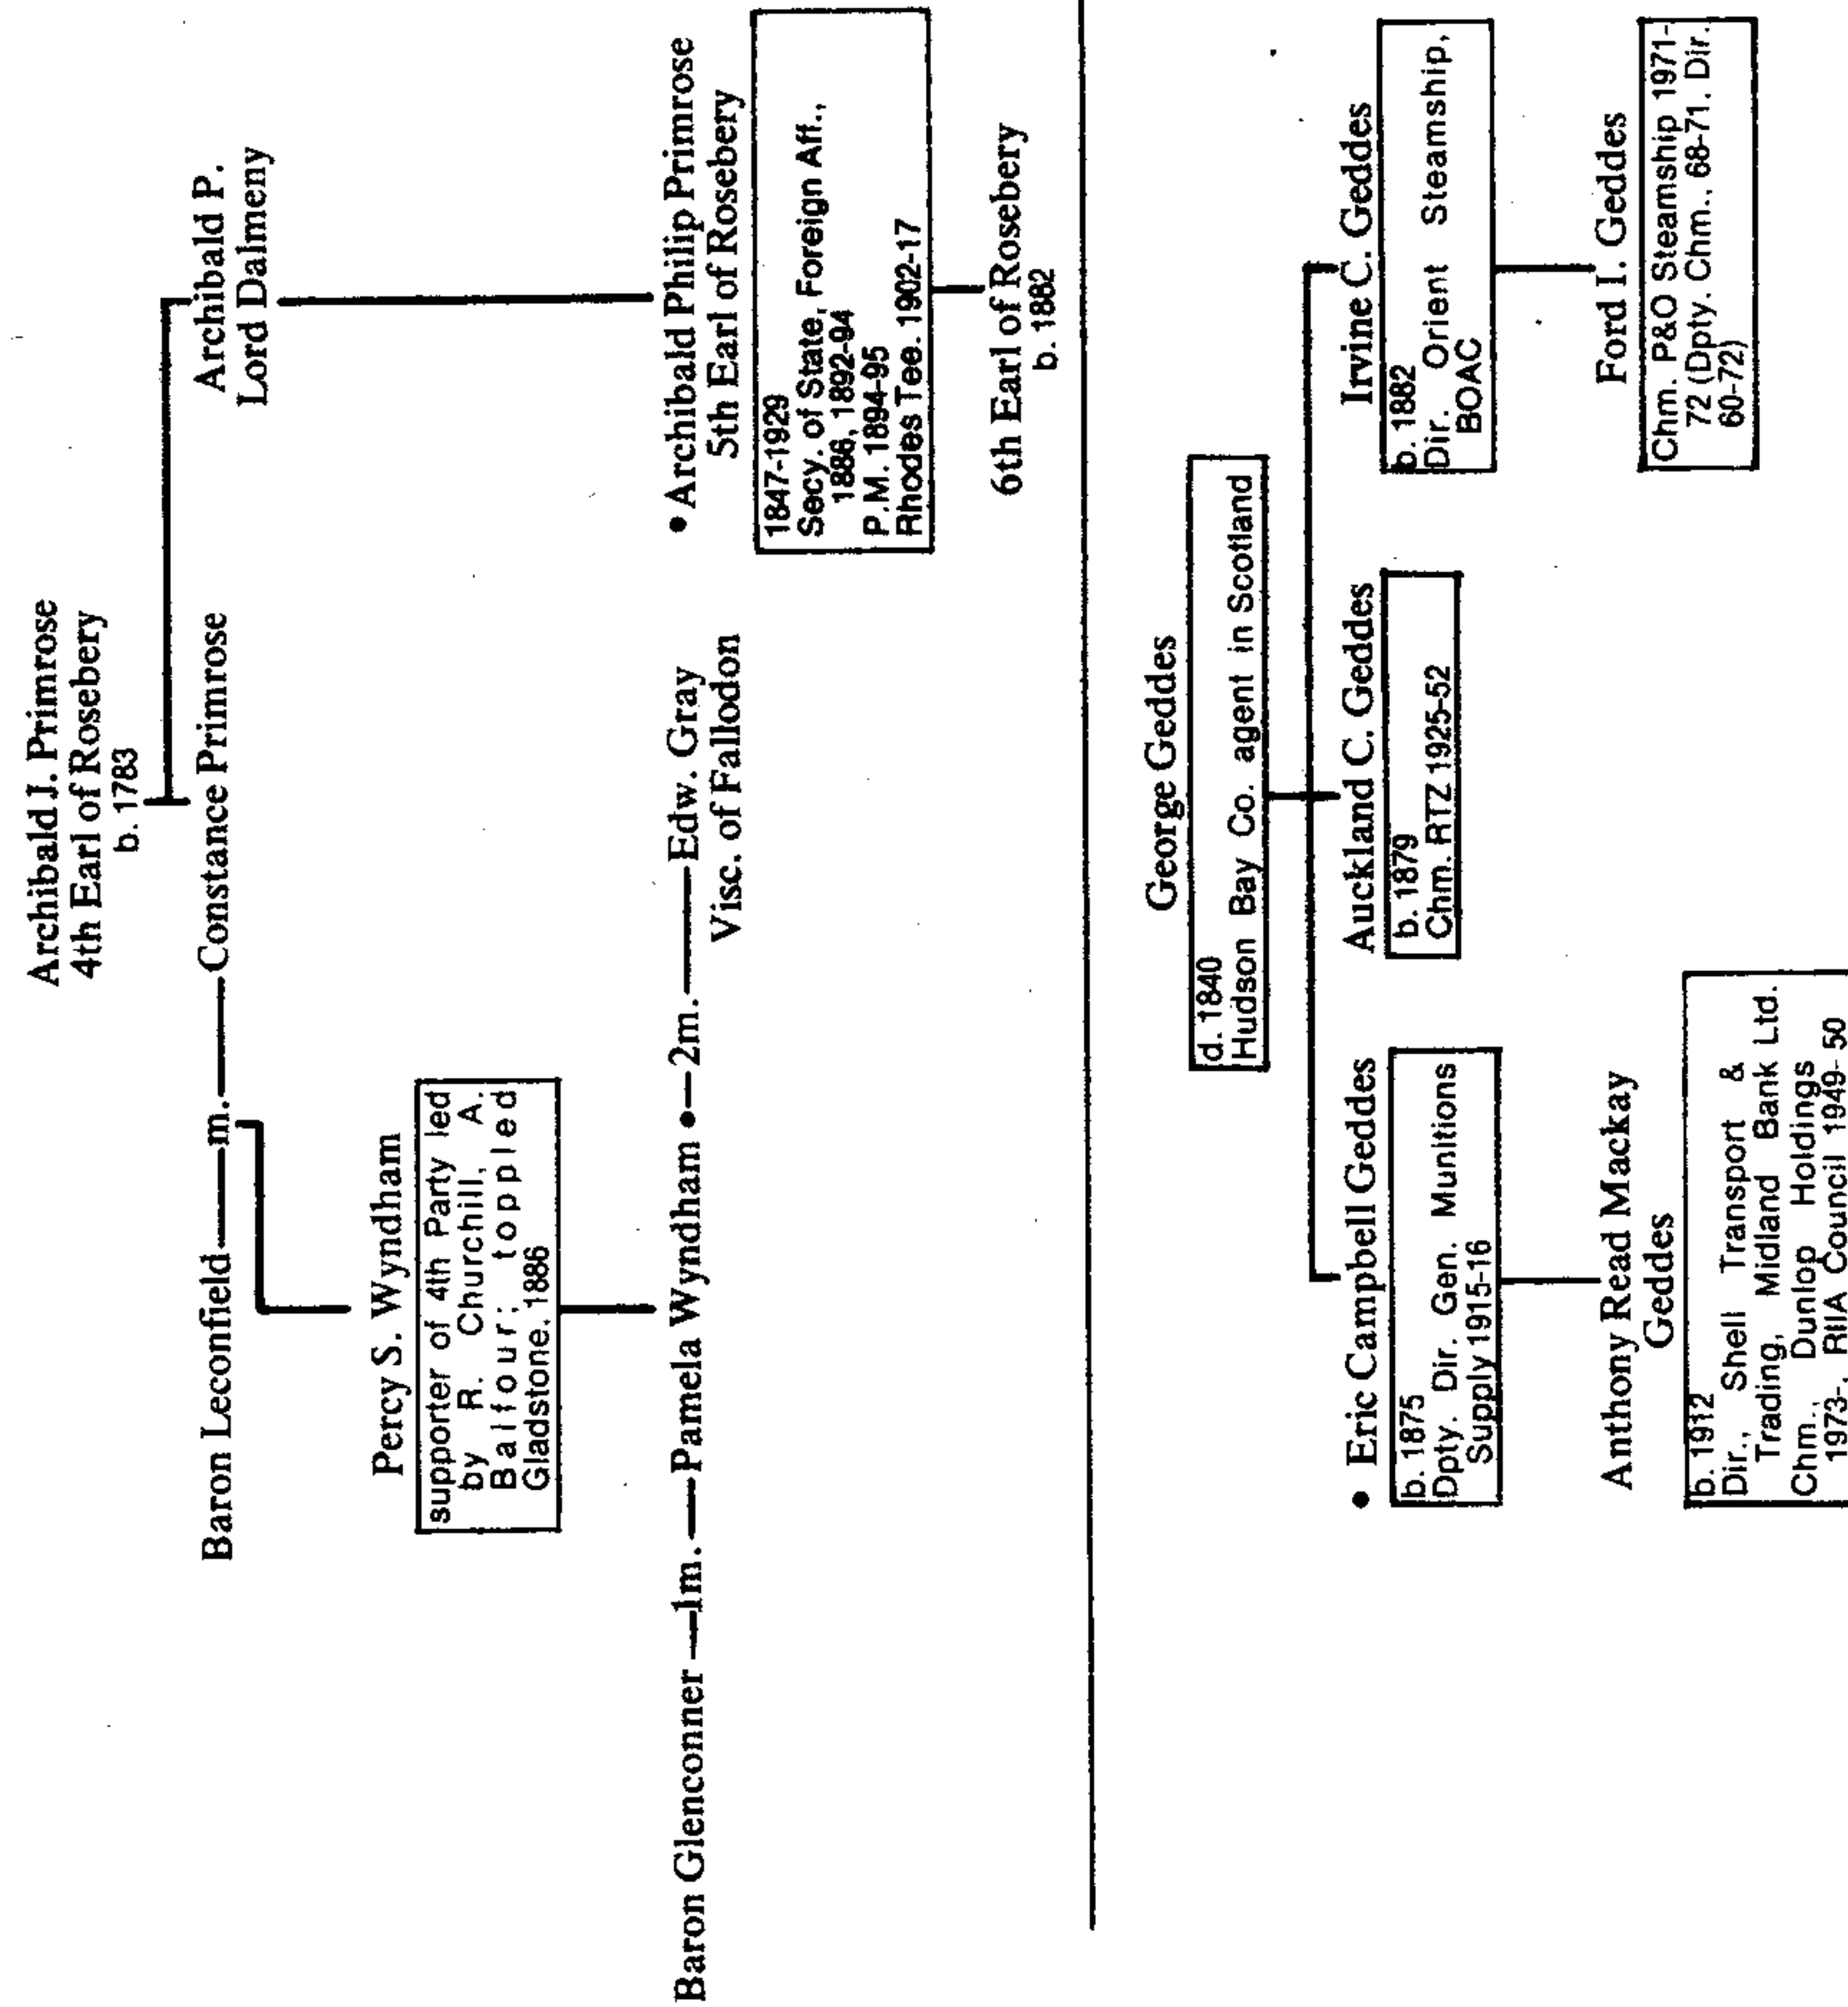 Archibald J. Primrose
4th Earl of Rosebery
b. 1783
Baron Leconfield—m.—Constance Primrose
Archibald P.
Lord Dalmeny
Percy S. Wyndham
supporter of 4th Party led
by R. Churchill, A.
Balfour; toppled
Gladstone, 1886
Baron Glenconner—1m.—Pamela Wyndham •—2m.—Edw. Gray
Visc. of Fallodon
• Archibald Philip Primrose
5th Earl of Rosebery
1847-1929
Secy. of State, Foreign Aff.,
1886, 1892-94
P.M. 1894-95
Rhodes Tee. 1902-17
6th Earl of Rosebery
b. 1882
George Geddes
d. 1840
Hudson Bay Co. agent in Scotland
• Eric Campbell Geddes
b. 1875
Dpty. Dir. Gen. Munitions
Supply 1915-16
Auckland C. Geddes
b. 1879
Chm. RTZ 1925-52
Irvine C. Geddes
b. 1882
Dir. Orient Steamship,
BOAC
Anthony Read Mackay
Geddes
b. 1912
Dir., Shell Transport &
Trading, Midland Bank Ltd.
Chm., Dunlop Holdings
1973-, RIIA Council 1949-50
Ford I. Geddes
Chm. P&O Steamship 1971-
72 (Dpty. Chm., 68-71. Dir.
60-72)